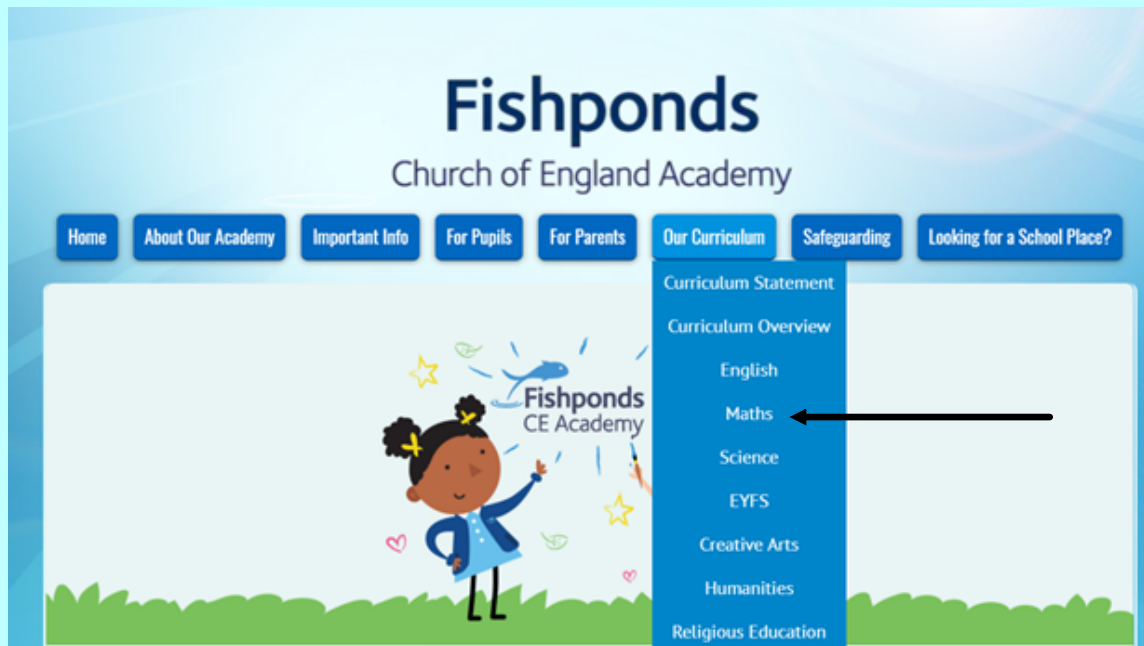 Fishponds
Church of England Academy
Home About Our Academy Important Info For Pupils For Parents Our Curriculum Safeguarding Looking for a School Place?
Curriculum Statement
Curriculum Overview
English
Maths
Science
EYFS
Creative Arts
Humanities
Religious Education
Fishponds
CE Academy